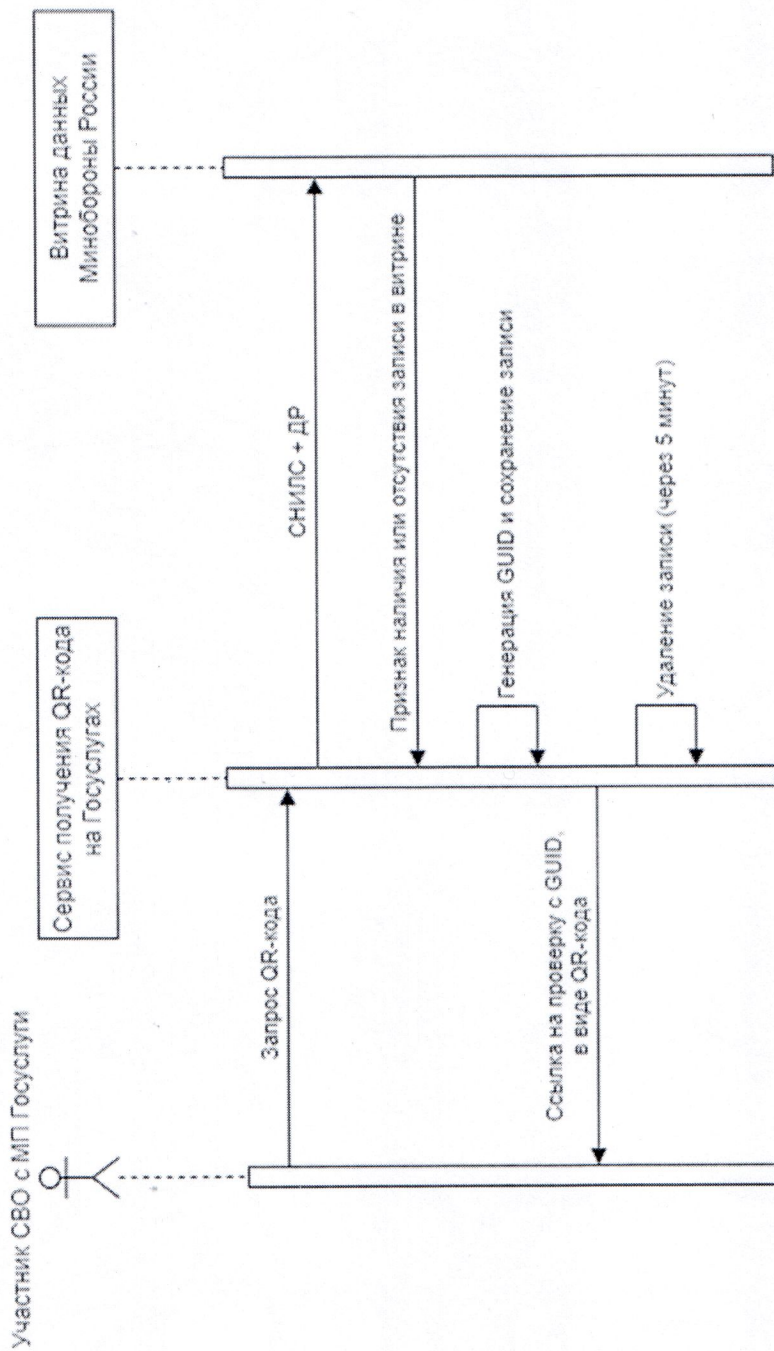 Участник СВО с МП Госуслуги
Сервис получения QR-кода
на Госуслугах
Витрина данных
Минобороны России
Запрос QR-кода
СНИЛС + ДР
Признак наличия или отсутствия записи в витрине
Генерация GUID и сохранение записи
Ссылка на проверку с GUID,
в виде QR-кода
Удаление записи (через 5 минут)